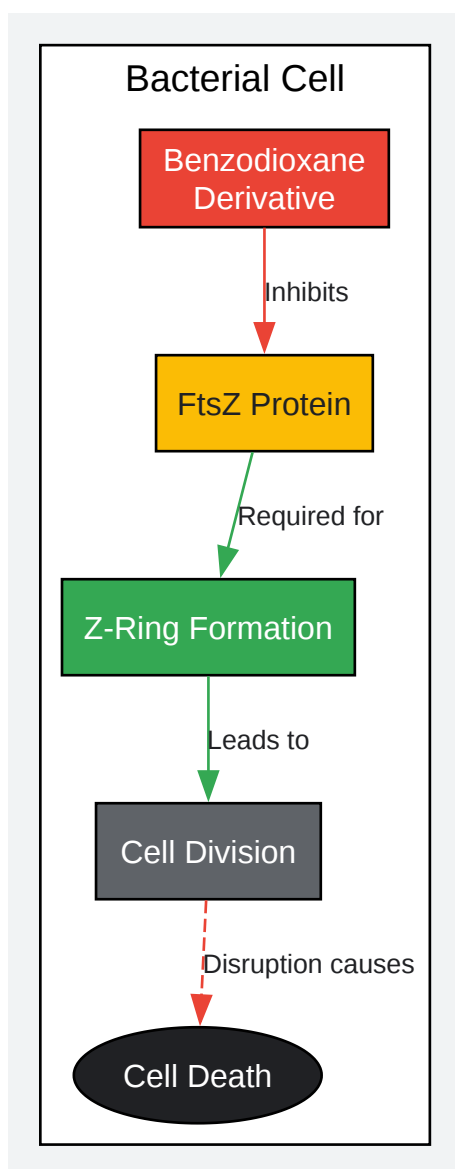 Bacterial Cell
Benzodioxane
Derivative
Inhibits
FtsZ Protein
Required for
Z-Ring Formation
Leads to
Cell Division
Disruption causes
Cell Death